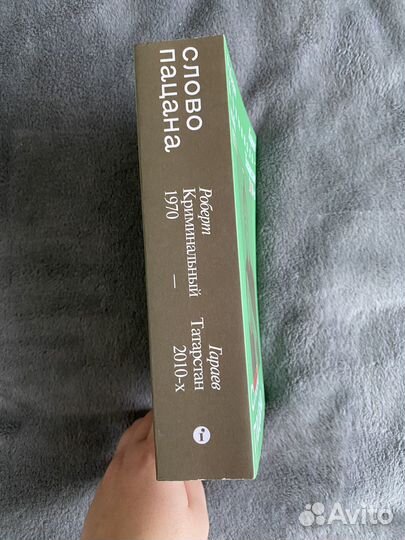 слово
пацана
Роберт Гараев
Криминальный Татарстан
1970 — 2010-х
Avito